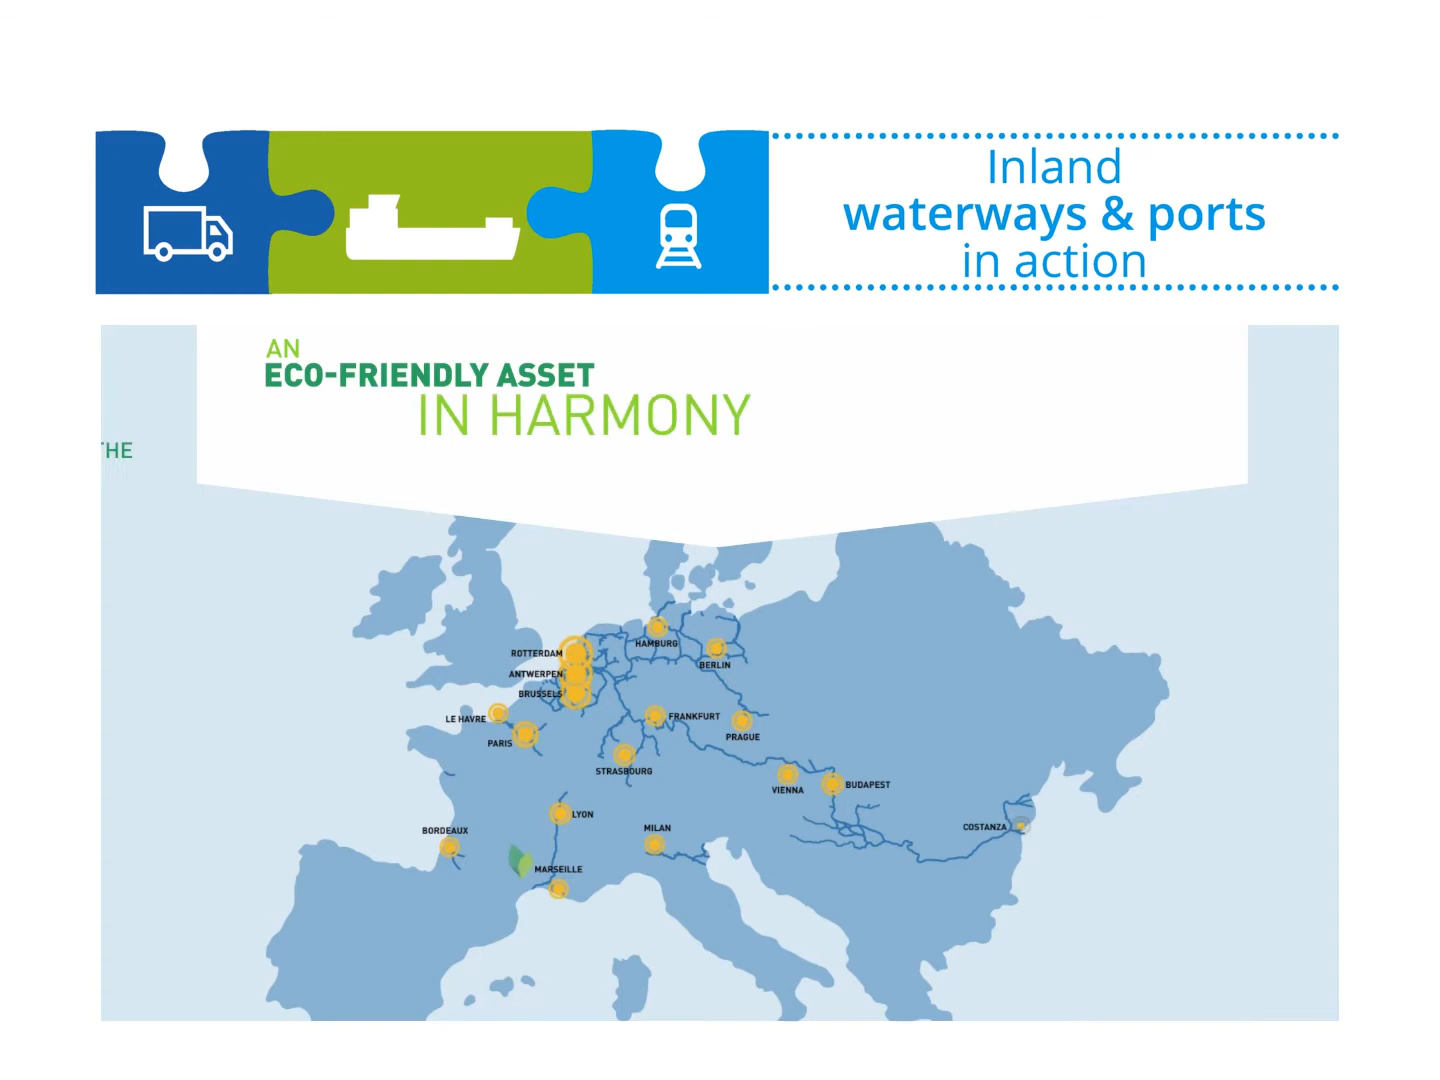 Inland
waterways & ports
in action
AN
ECO-FRIENDLY ASSET
IN HARMONY
THE
HAMBURG
ROTTERDAM
BERLIN
ANTWERPEN
BRUSSELS
LE HAVRE
FRANKFURT
PARIS
PRAGUE
STRASBOURG
VIENNA
BUDAPEST
LYON
COSTANZA
BORDEAUX
MILAN
MARSEILLE